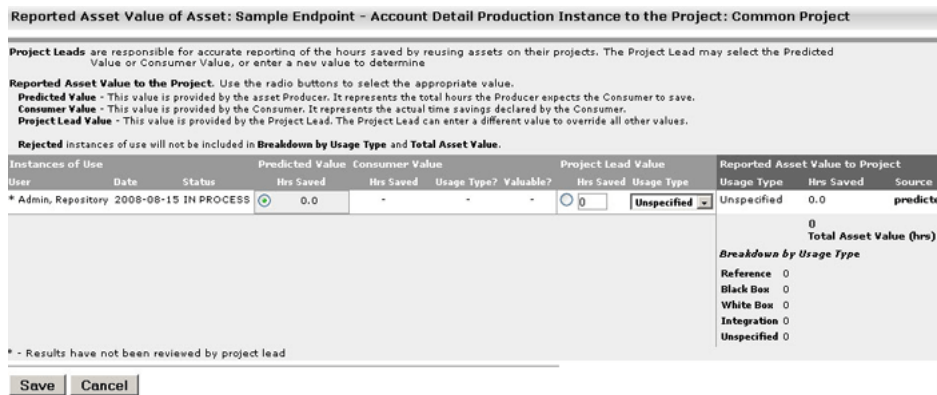 Reported Asset Value of Asset: Sample Endpoint - Account Detail Production Instance to the Project: Common Project
Project Leads are responsible for accurate reporting of the hours saved by reusing assets on their projects. The Project Lead may select the Predicted
Value or Consumer Value, or enter a new value to determine
Reported Asset Value to the Project. Use the radio buttons to select the appropriate value.
Predicted Value - This value is provided by the asset Producer. It represents the total hours the Producer expects the Consumer to save.
Consumer Value - This value is provided by the Consumer. It represents the actual time savings declared by the Consumer.
Project Lead Value - This value is provided by the Project Lead. The Project Lead can enter a different value to override all other values.
Rejected instances of use will not be included in Breakdown by Usage Type and Total Asset Value.
Instances of Use Predicted Value Consumer Value Project Lead Value Reported Asset Value to Project
User Date Status Hrs Saved Hrs Saved Usage Type? Valuable? Hrs Saved Usage Type Usage Type Hrs Saved Source
* Admin, Repository 2008-08-15 IN PROCESS 0.0 - - - 0 Unspecified Unspecified 0.0 predicte
0
Total Asset Value (hrs)
Breakdown by Usage Type
Reference 0
Black Box 0
White Box 0
Integration 0
Unspecified 0
* - Results have not been reviewed by project lead
Save Cancel